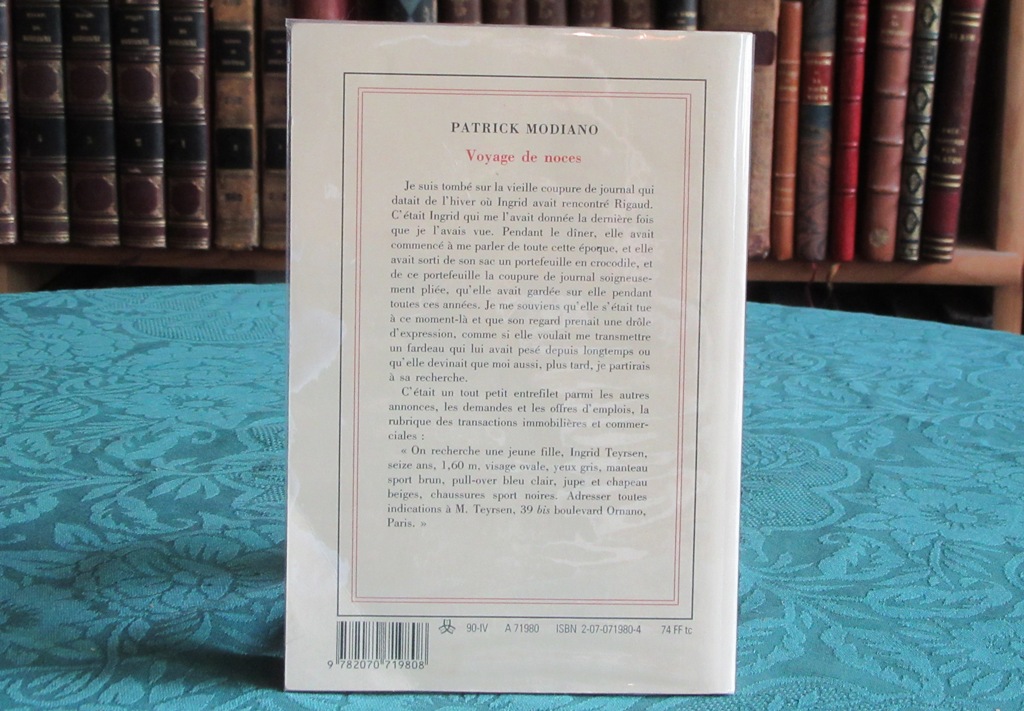 PATRICK MODIANO
Voyage de noces
Je suis tombé sur la vieille coupure de journal qui
datait de l'hiver où Ingrid avait rencontré Rigaud.
C'était Ingrid qui me l'avait donnée la dernière fois
que je l'avais vue. Pendant le dîner, elle avait
commencé à me parler de toute cette époque, et elle
avait sorti de son sac un portefeuille en crocodile, et
de ce portefeuille la coupure de journal soigneuse-
ment pliée, qu'elle avait gardée sur elle pendant
toutes ces années. Je me souviens qu'elle s'était tue
à ce moment-là et que son regard prenait une drôle
d'expression, comme si elle voulait me transmettre
un fardeau qui lui avait pesé depuis longtemps ou
qu'elle devinait que moi aussi, plus tard, je partirais
à sa recherche.
C'était un tout petit entrefilet parmi les autres
annonces, les demandes et les offres d'emplois, la
rubrique des transactions immobilières et commer-
ciales :
« On recherche une jeune fille, Ingrid Teyrsen,
seize ans, 1,60 m, visage ovale, yeux gris, manteau
sport brun, pull-over bleu clair, jupe et chapeau
beiges, chaussures sport noires. Adresser toutes
indications à M. Teyrsen, 39 bis boulevard Ornano,
Paris. »
90-IV A 71980 ISBN 2-07-071980-4 74 FF tc
9 782070 719808